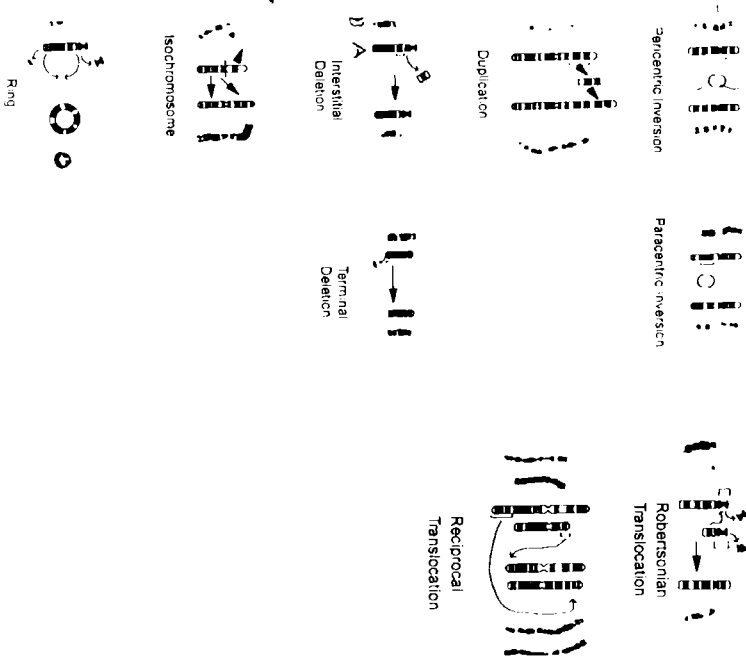 Pericentric Inversion
Paracentric Inversion
Robertsonian
Translocation
Duplication
Reciprocal
Translocation
B
A
Interstitial
Deletion
Terminal
Deletion
Isochromosome
Ring